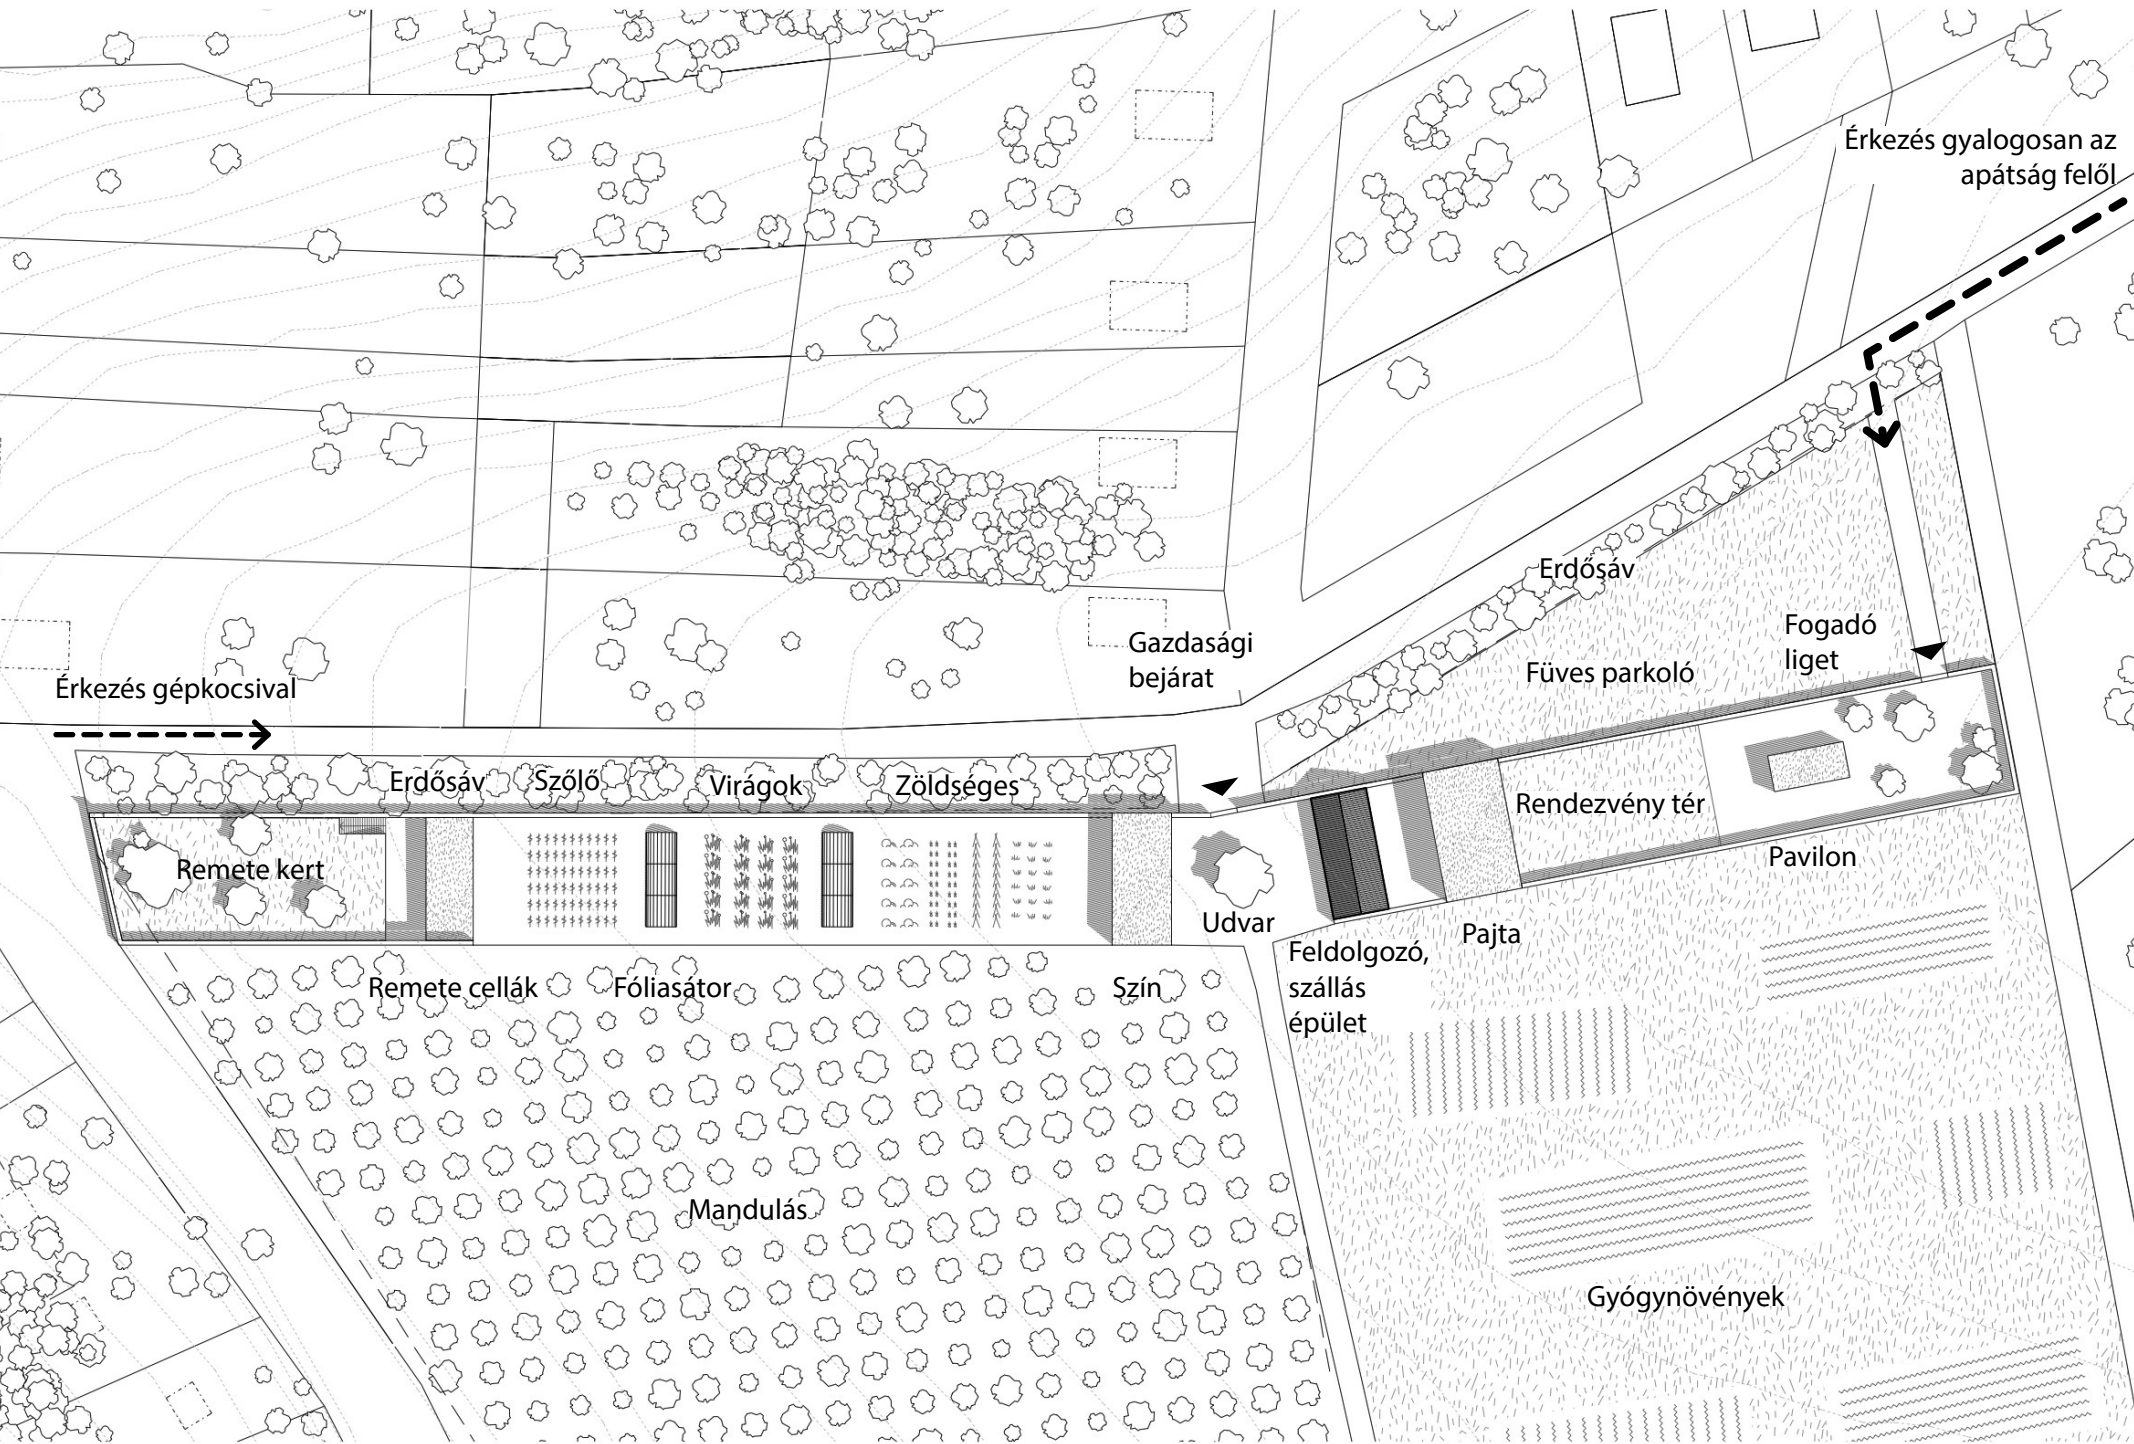 Érkezés gyalogosan az
apátság felől
Erdősáv
Fogadó
liget
Gazdasági
bejárat
Füves parkoló
Érkezés gépkocsival
Erdősáv
Szőlő
Virágok
Zöldséges
Rendezvény tér
Remete kert
Pavilon
Udvar
Pajta
Feldolgozó,
szállás
épület
Remete cellák
Fóliasátor
Szín
Mandulás
Gyógynövények